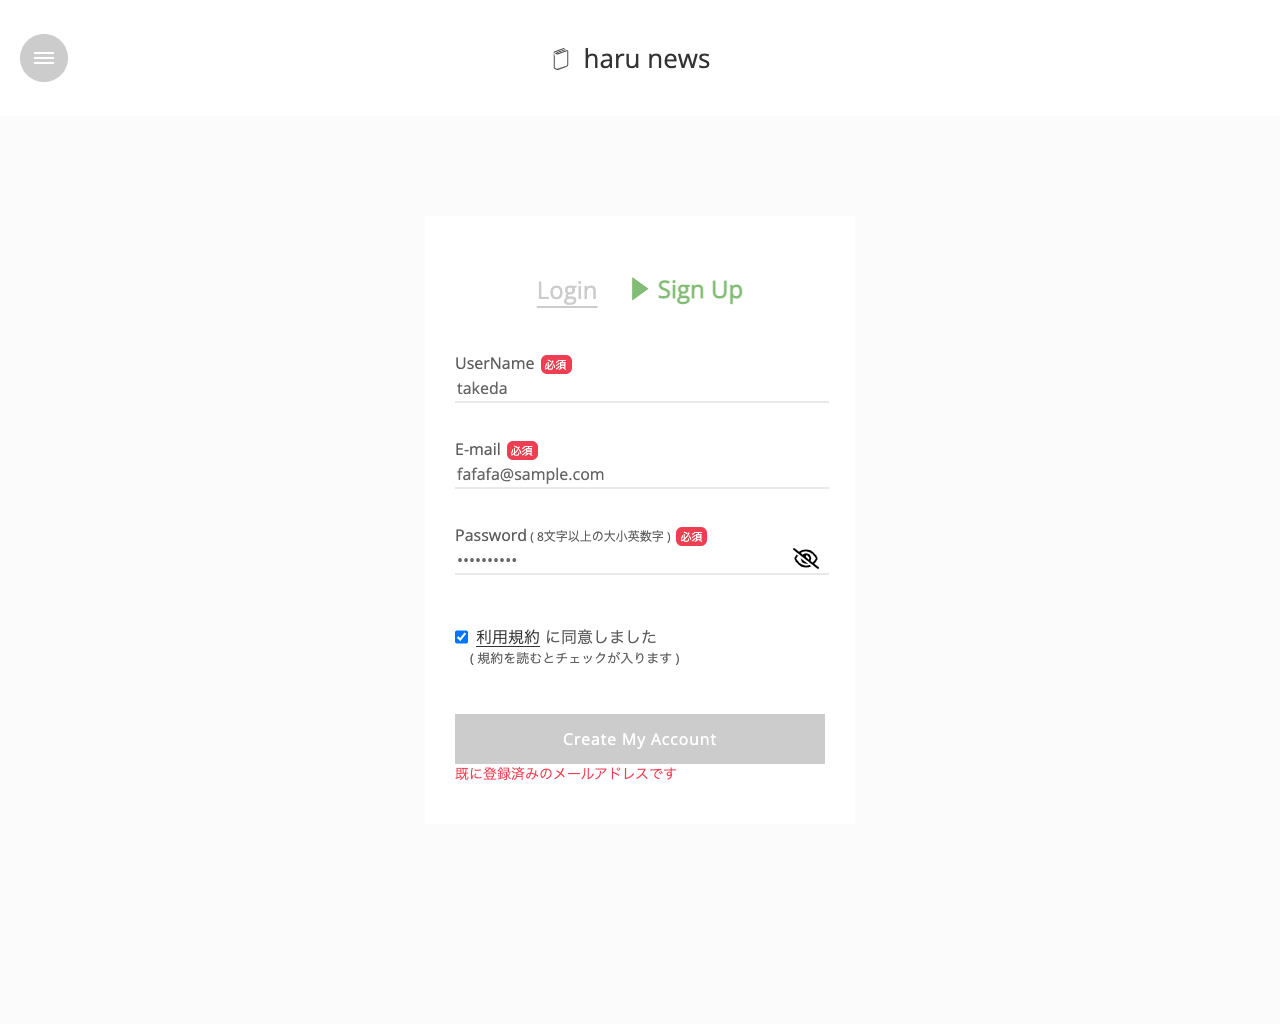 haru news
Login Sign Up
UserName 必須
takeda
E-mail 必須
fafafa@sample.com
Password ( 8文字以上の大小英数字 ) 必須
••••••••••
利用規約 に同意しました
( 規約を読むとチェックが入ります )
Create My Account
既に登録済みのメールアドレスです